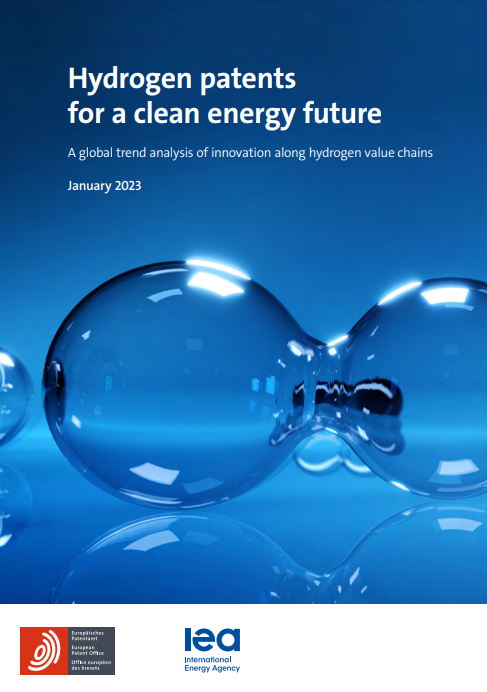 Hydrogen patents
for a clean energy future
A global trend analysis of innovation along hydrogen value chains
January 2023
Europäisches
Patentamt
European
Patent Office
Office européen
des brevets
iea
International
Energy Agency